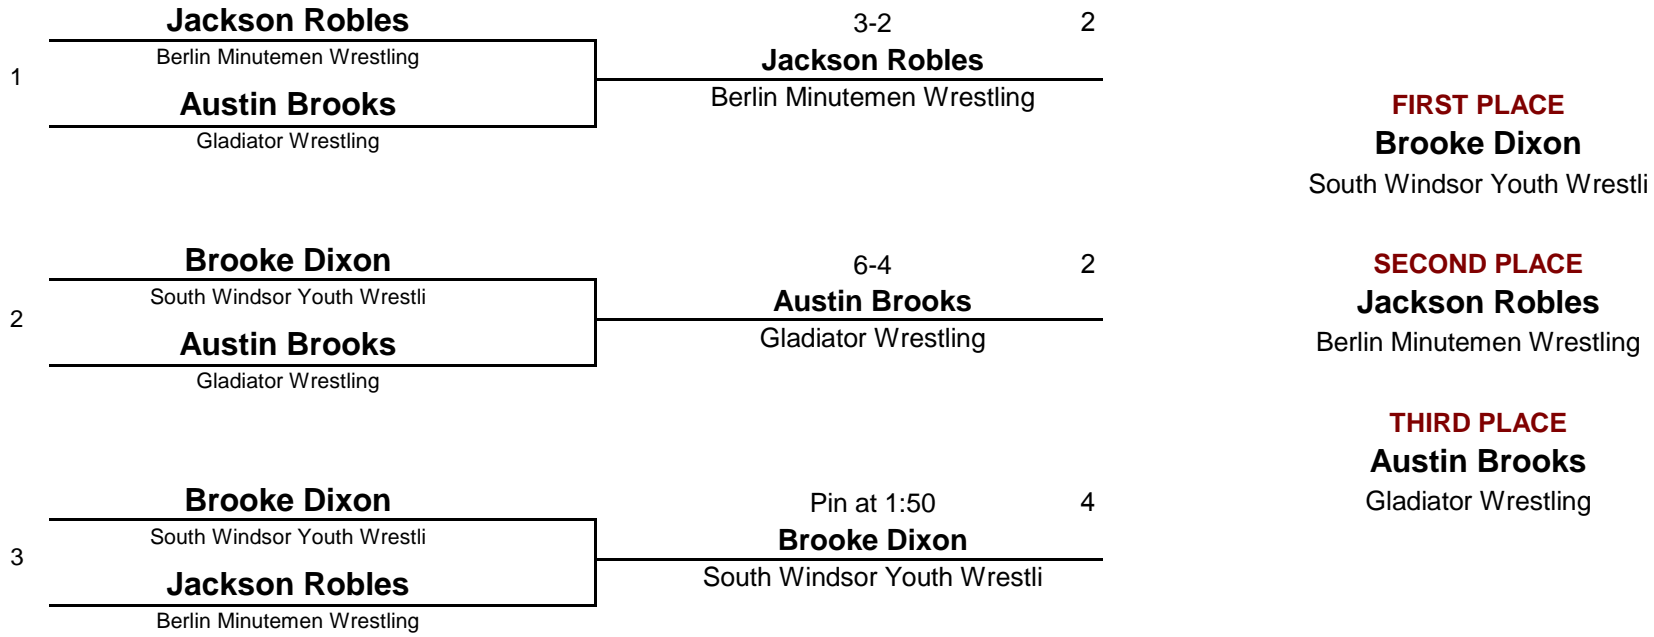 Jackson Robles
Berlin Minutemen Wrestling
1
Austin Brooks
Gladiator Wrestling
3-2 2
Jackson Robles
Berlin Minutemen Wrestling
Brooke Dixon
South Windsor Youth Wrestli
2
Austin Brooks
Gladiator Wrestling
6-4 2
Austin Brooks
Gladiator Wrestling
Brooke Dixon
South Windsor Youth Wrestli
3
Jackson Robles
Berlin Minutemen Wrestling
Pin at 1:50 4
Brooke Dixon
South Windsor Youth Wrestli
FIRST PLACE
Brooke Dixon
South Windsor Youth Wrestli
SECOND PLACE
Jackson Robles
Berlin Minutemen Wrestling
THIRD PLACE
Austin Brooks
Gladiator Wrestling